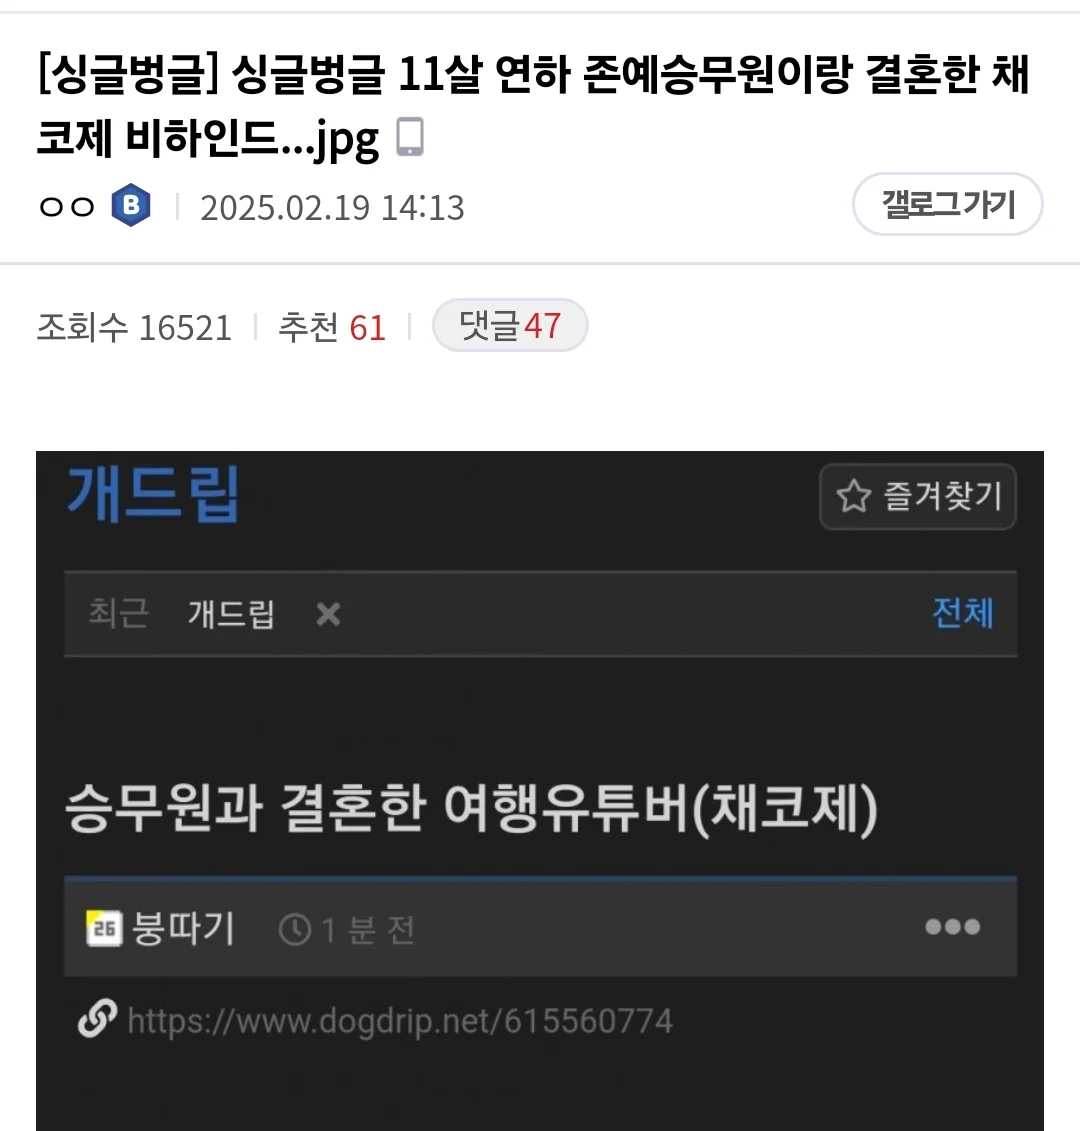 [싱글벙글] 싱글벙글 11살 연하 존예승무원이랑 결혼한 채
코제 비하인드...jpg
ㅇㅇ B 2025.02.19 14:13 갤로그 가기
조회수 16521 추천 61 댓글 47
개드립 즐겨찾기
최근 개드립 × 전체
승무원과 결혼한 여행유튜버(채코제)
26 붕따기 1 분 전
https://www.dogdrip.net/615560774